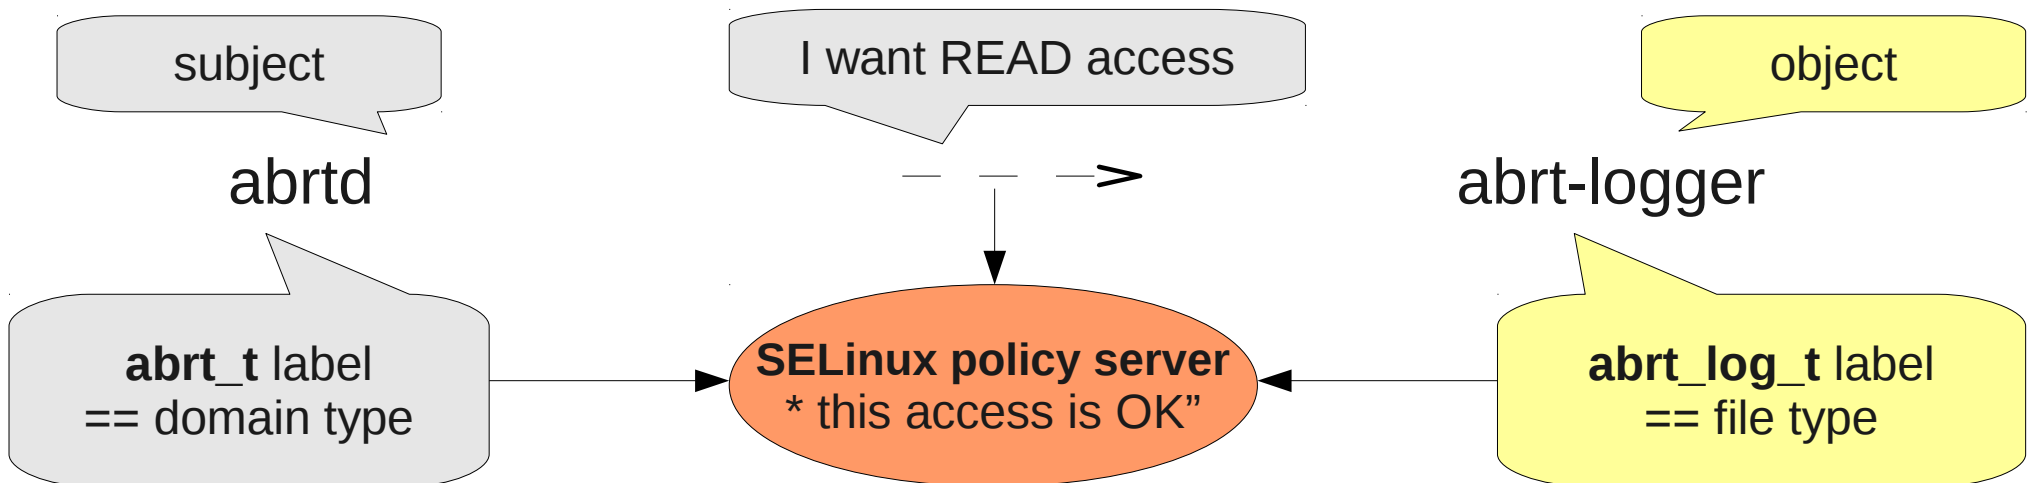 subject
I want READ access
object
abrtd
abrt-logger
abrt_t label
== domain type
SELinux policy server
* this access is OK”
abrt_log_t label
== file type